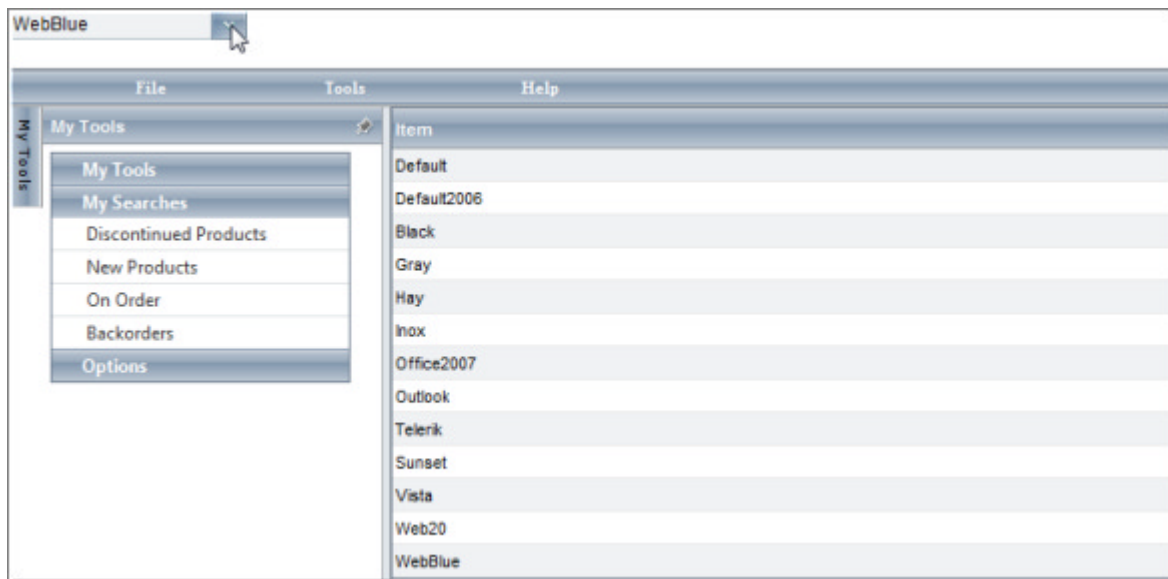 WebBlue
File Tools Help
My Tools
My Tools
My Tools
My Searches
Discontinued Products
New Products
On Order
Backorders
Options
Item
Default
Default2006
Black
Gray
Hay
Inox
Office2007
Outlook
Telerik
Sunset
Vista
Web20
WebBlue